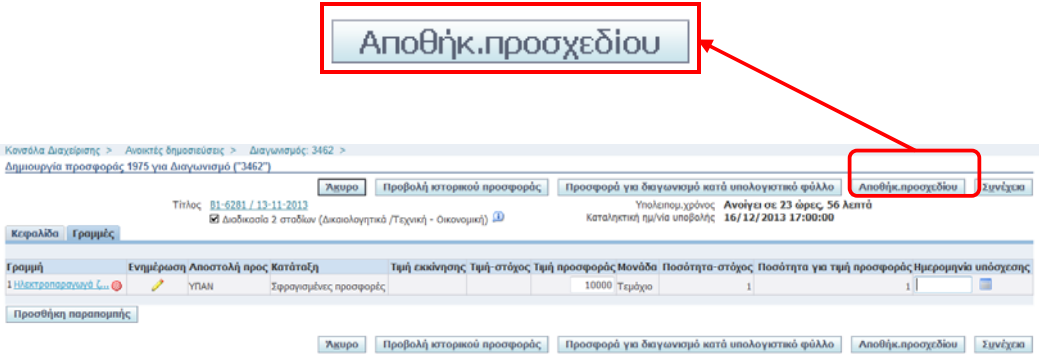 Αποθήκ.προσχεδίου
Κονσόλα Διαχείρισης > Ανοικτές δημοσιεύσεις > Διαγωνισμός: 3462 >
Δημιουργία προσφοράς 1975 για Διαγωνισμό ("3462")
Άκυρο Προβολή ιστορικού προσφοράς Προσφορά για διαγωνισμό κατά υπολογιστικό φύλλο Αποθήκ.προσχεδίου Συνέχεια
Τίτλος 81-6281 / 13-11-2013 Υπολειπομ.χρόνος Ανοίγει σε 23 ώρες, 56 λεπτά
Διαδικασία 2 σταδίων (Δικαιολογητικά /Τεχνική - Οικονομική) Καταληκτική ημ/νία υποβολής 16/12/2013 17:00:00
Κεφαλίδα Γραμμές
Γραμμή Ενημέρωση Αποστολή προς Κατάταξη Τιμή εκκίνησης Τιμή-στόχος Τιμή προσφοράς Μονάδα Ποσότητα-στόχος Ποσότητα για τιμή προσφοράς Ημερομηνία υπόσχεσης
1 Ηλεκτροπαραγωγά ζ... ΥΠΑΝ Σφραγισμένες προσφορές 10000 Τεμάχιο 1 1
Προσθήκη παραπομπής
Άκυρο Προβολή ιστορικού προσφοράς Προσφορά για διαγωνισμό κατά υπολογιστικό φύλλο Αποθήκ.προσχεδίου Συνέχεια